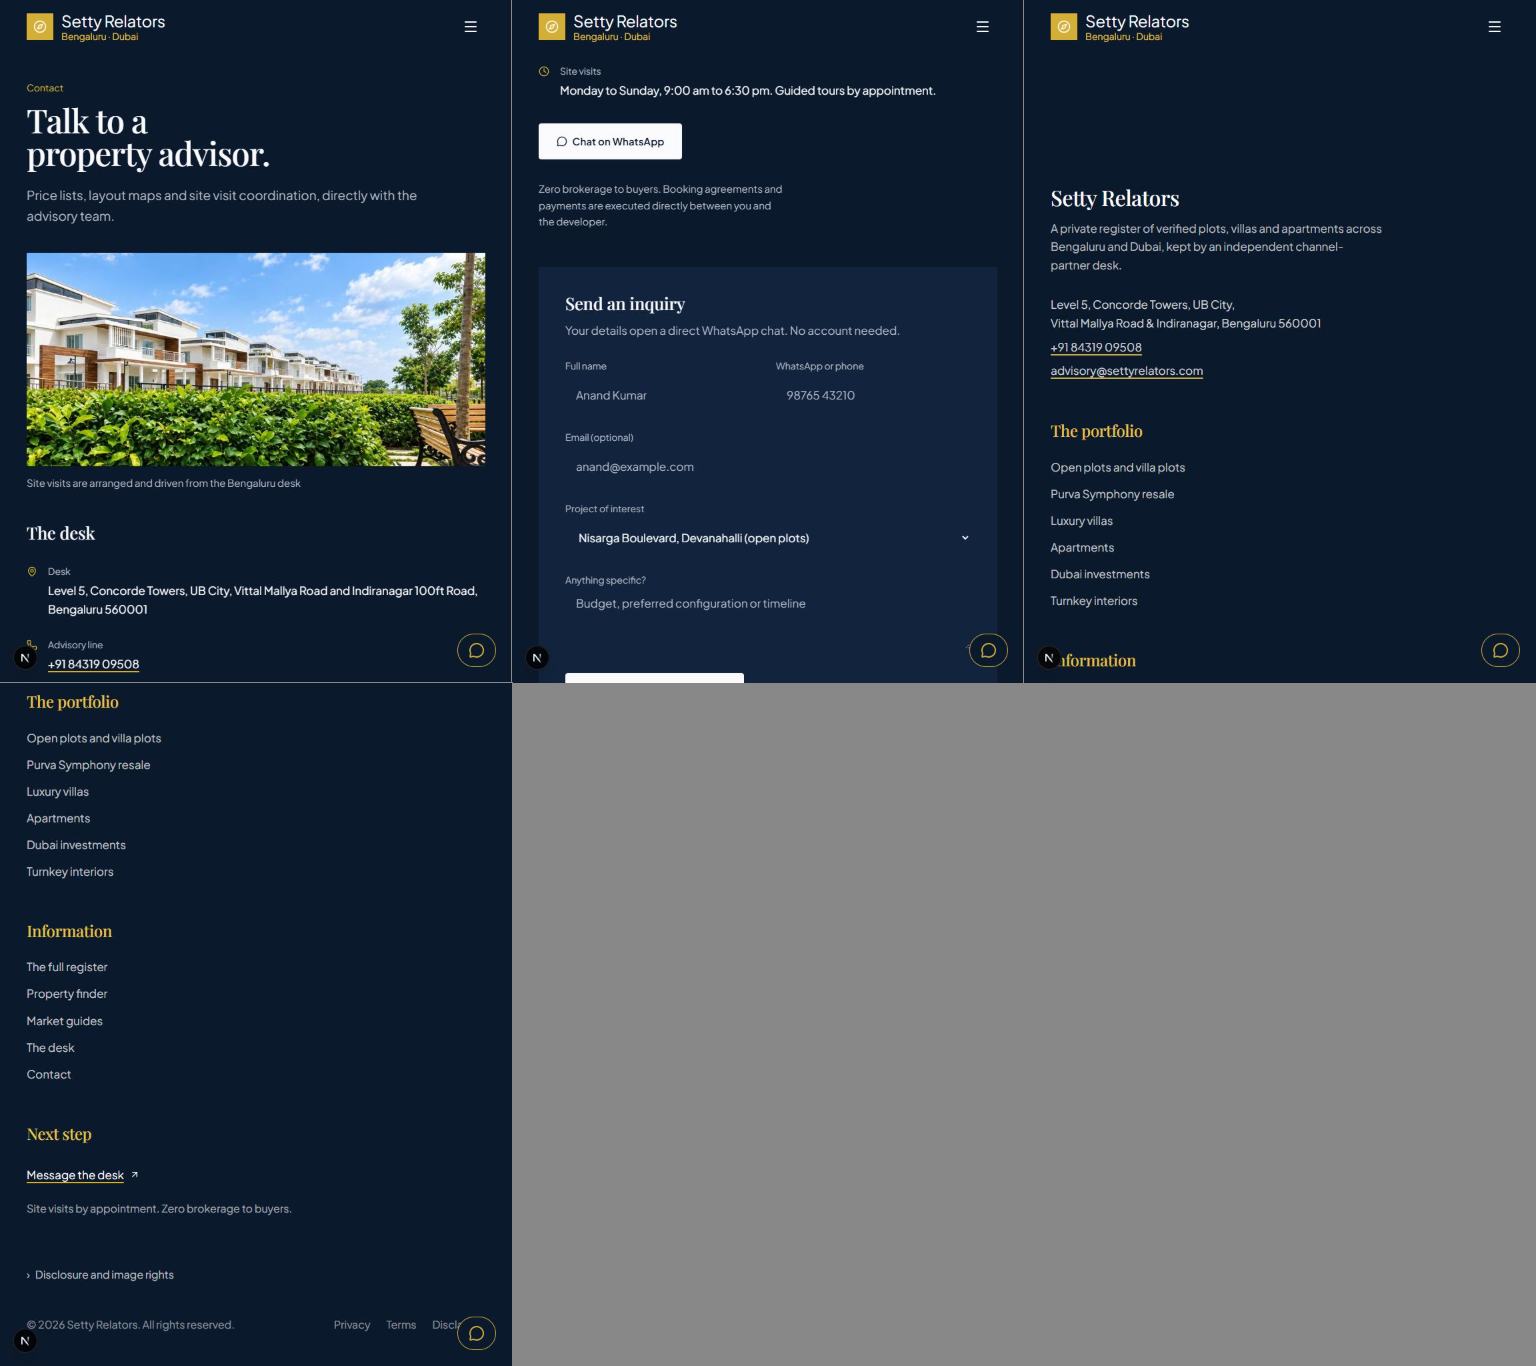 Setty Relators
Bengaluru · Dubai
Contact
Talk to a
property advisor.
Price lists, layout maps and site visit coordination, directly with the
advisory team.
Site visits are arranged and driven from the Bengaluru desk
The desk
Desk
Level 5, Concorde Towers, UB City, Vittal Mallya Road and Indiranagar 100ft Road,
Bengaluru 560001
Advisory line
+91 84319 09508
N
Setty Relators
Bengaluru · Dubai
Site visits
Monday to Sunday, 9:00 am to 6:30 pm. Guided tours by appointment.
Chat on WhatsApp
Zero brokerage to buyers. Booking agreements and
payments are executed directly between you and
the developer.
Send an inquiry
Your details open a direct WhatsApp chat. No account needed.
Full name
WhatsApp or phone
Anand Kumar
98765 43210
Email (optional)
anand@example.com
Project of interest
Nisarga Boulevard, Devanahalli (open plots)
Anything specific?
Budget, preferred configuration or timeline
N
Setty Relators
Bengaluru · Dubai
Setty Relators
A private register of verified plots, villas and apartments across
Bengaluru and Dubai, kept by an independent channel-
partner desk.
Level 5, Concorde Towers, UB City,
Vittal Mallya Road & Indiranagar, Bengaluru 560001
+91 84319 09508
advisory@settyrelators.com
The portfolio
Open plots and villa plots
Purva Symphony resale
Luxury villas
Apartments
Dubai investments
Turnkey interiors
Information
N
The portfolio
Open plots and villa plots
Purva Symphony resale
Luxury villas
Apartments
Dubai investments
Turnkey interiors
Information
The full register
Property finder
Market guides
The desk
Contact
Next step
Message the desk
Site visits by appointment. Zero brokerage to buyers.
› Disclosure and image rights
© 2026 Setty Relators. All rights reserved.
Privacy Terms
N